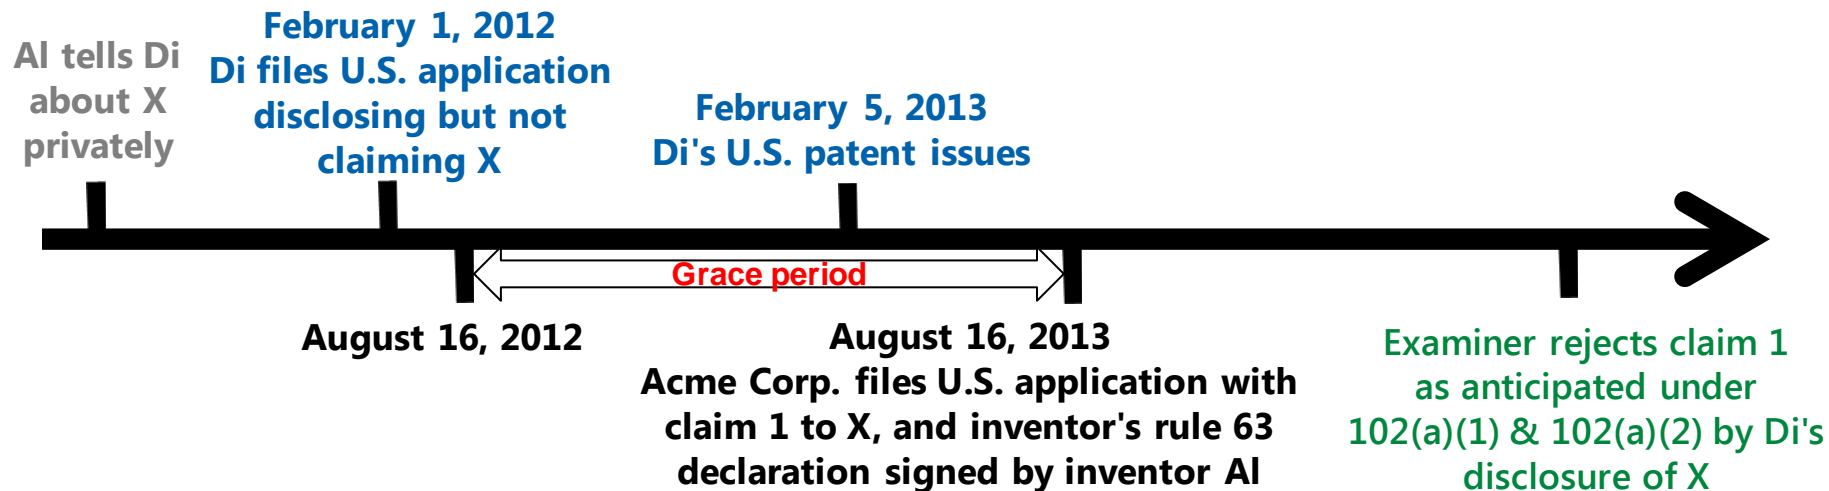 Al tells Di
about X
privately
February 1, 2012
Di files U.S. application
disclosing but not
claiming X
February 5, 2013
Di's U.S. patent issues
Grace period
August 16, 2012
August 16, 2013
Acme Corp. files U.S. application with
claim 1 to X, and inventor's rule 63
declaration signed by inventor Al
Examiner rejects claim 1
as anticipated under
102(a)(1) & 102(a)(2) by Di's
disclosure of X